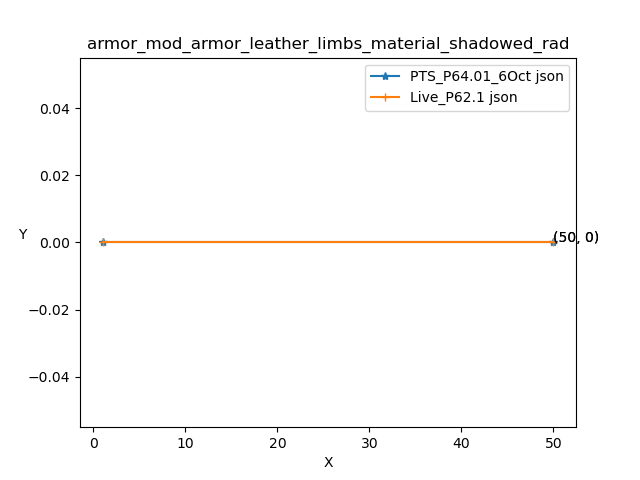 armor_mod_armor_leather_limbs_material_shadowed_rad
PTS_P64.01_6Oct json
Live_P62.1 json
0.04
0.02
0.00
−0.02
−0.04
Y
(50, 0)
0 10 20 30 40 50
X